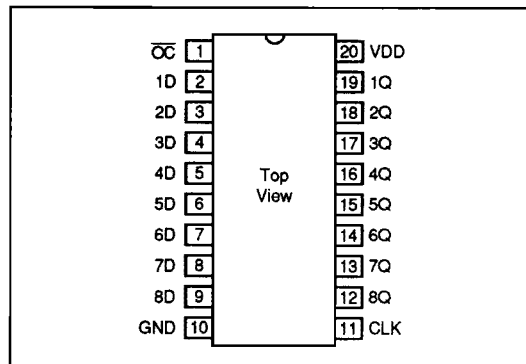 O̅C̅ 1 20 VDD
1D 2 19 1Q
2D 3 18 2Q
3D 4 17 3Q
4D 5 16 4Q
5D 6 15 5Q
6D 7 14 6Q
7D 8 13 7Q
8D 9 12 8Q
GND 10 11 CLK
Top
View